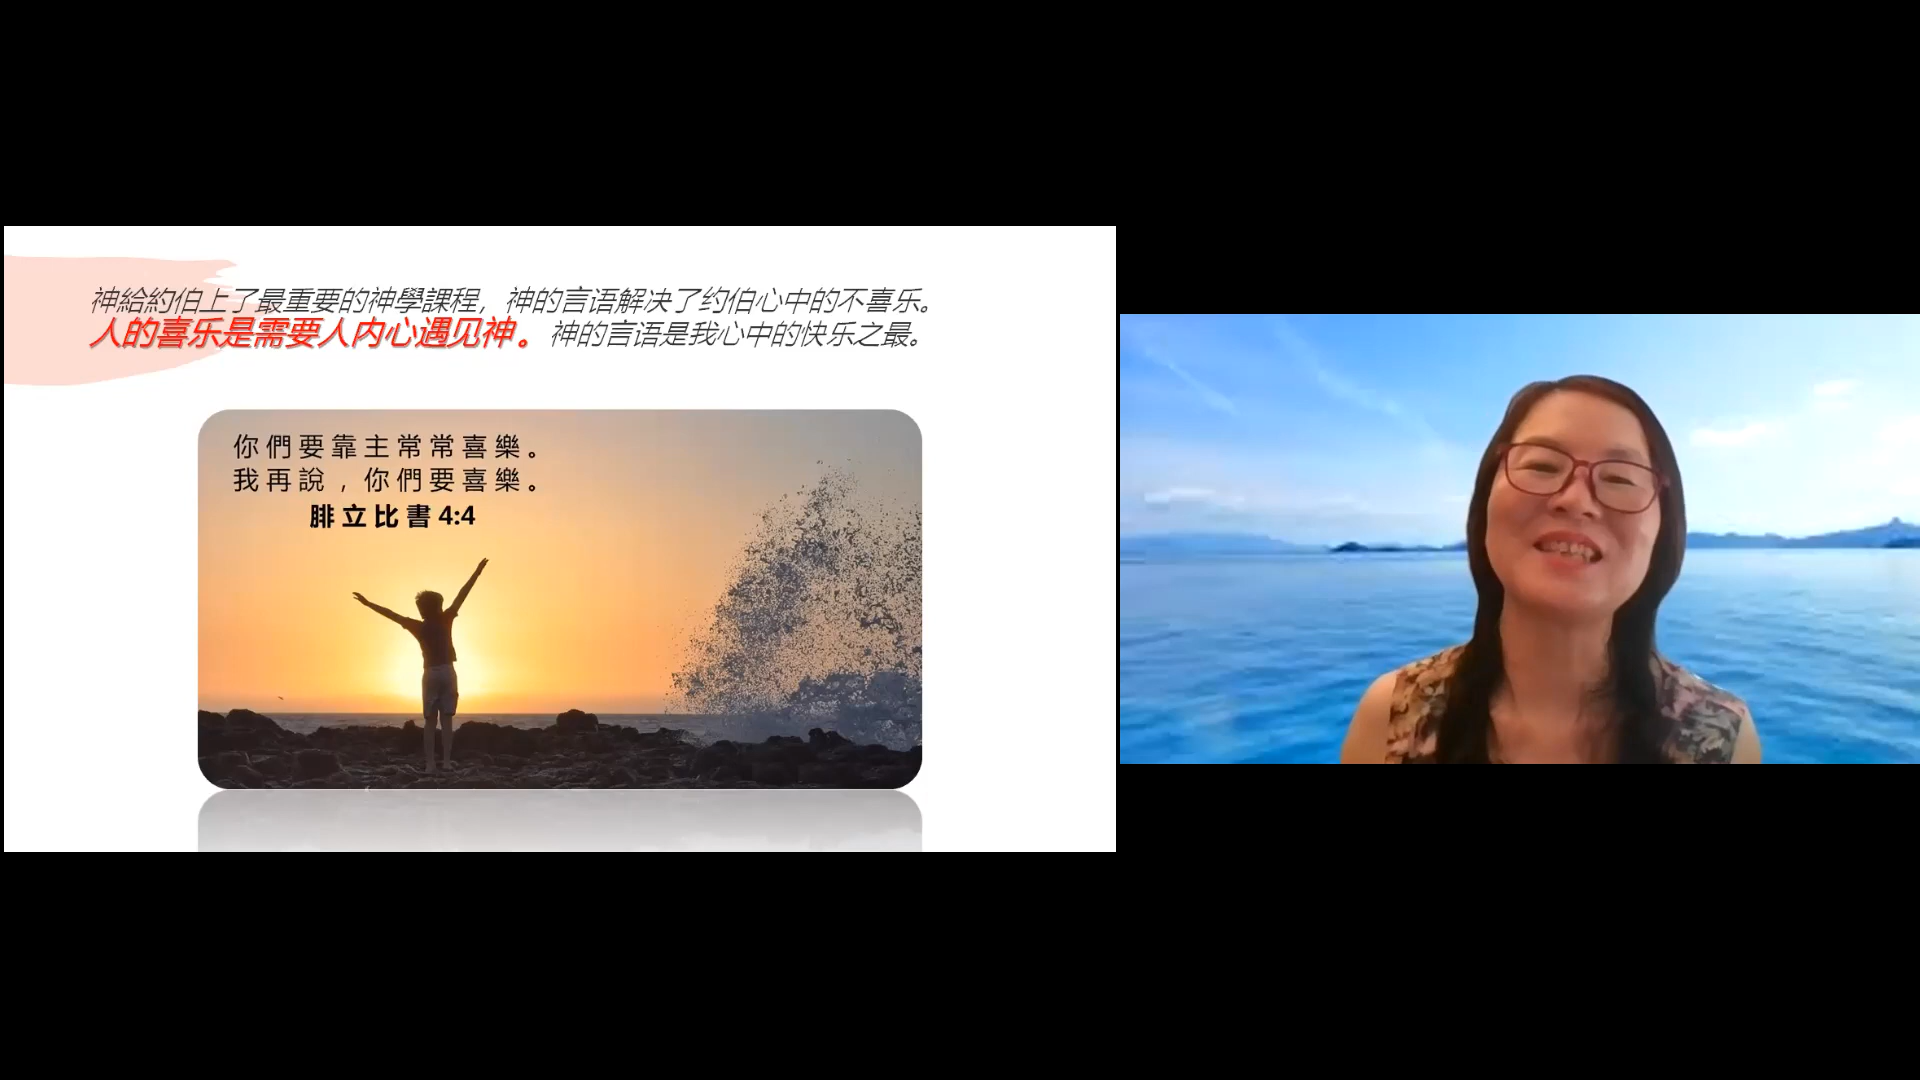 神給約伯上了最重要的神學課程，神的言语解决了约伯心中的不喜乐。
人的喜乐是需要人内心遇见神。 神的言语是我心中的快乐之最。
你們要靠主常常喜樂。
我再說，你們要喜樂。
腓立比書 4:4